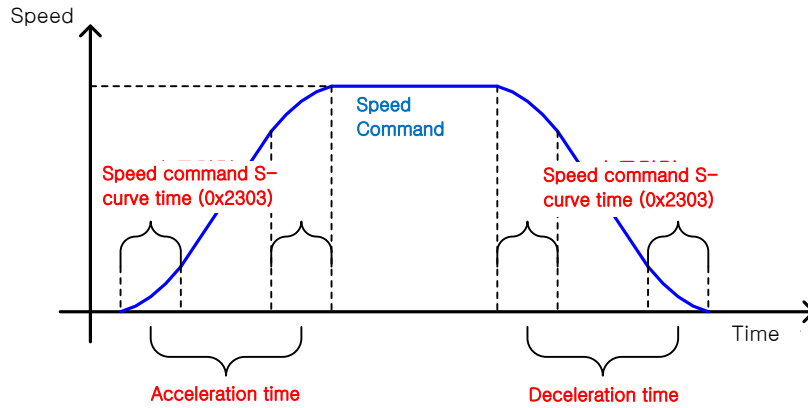 Speed
Speed
Command
Speed command S-
curve time (0x2303)
Speed command S-
curve time (0x2303)
Time
Acceleration time
Deceleration time